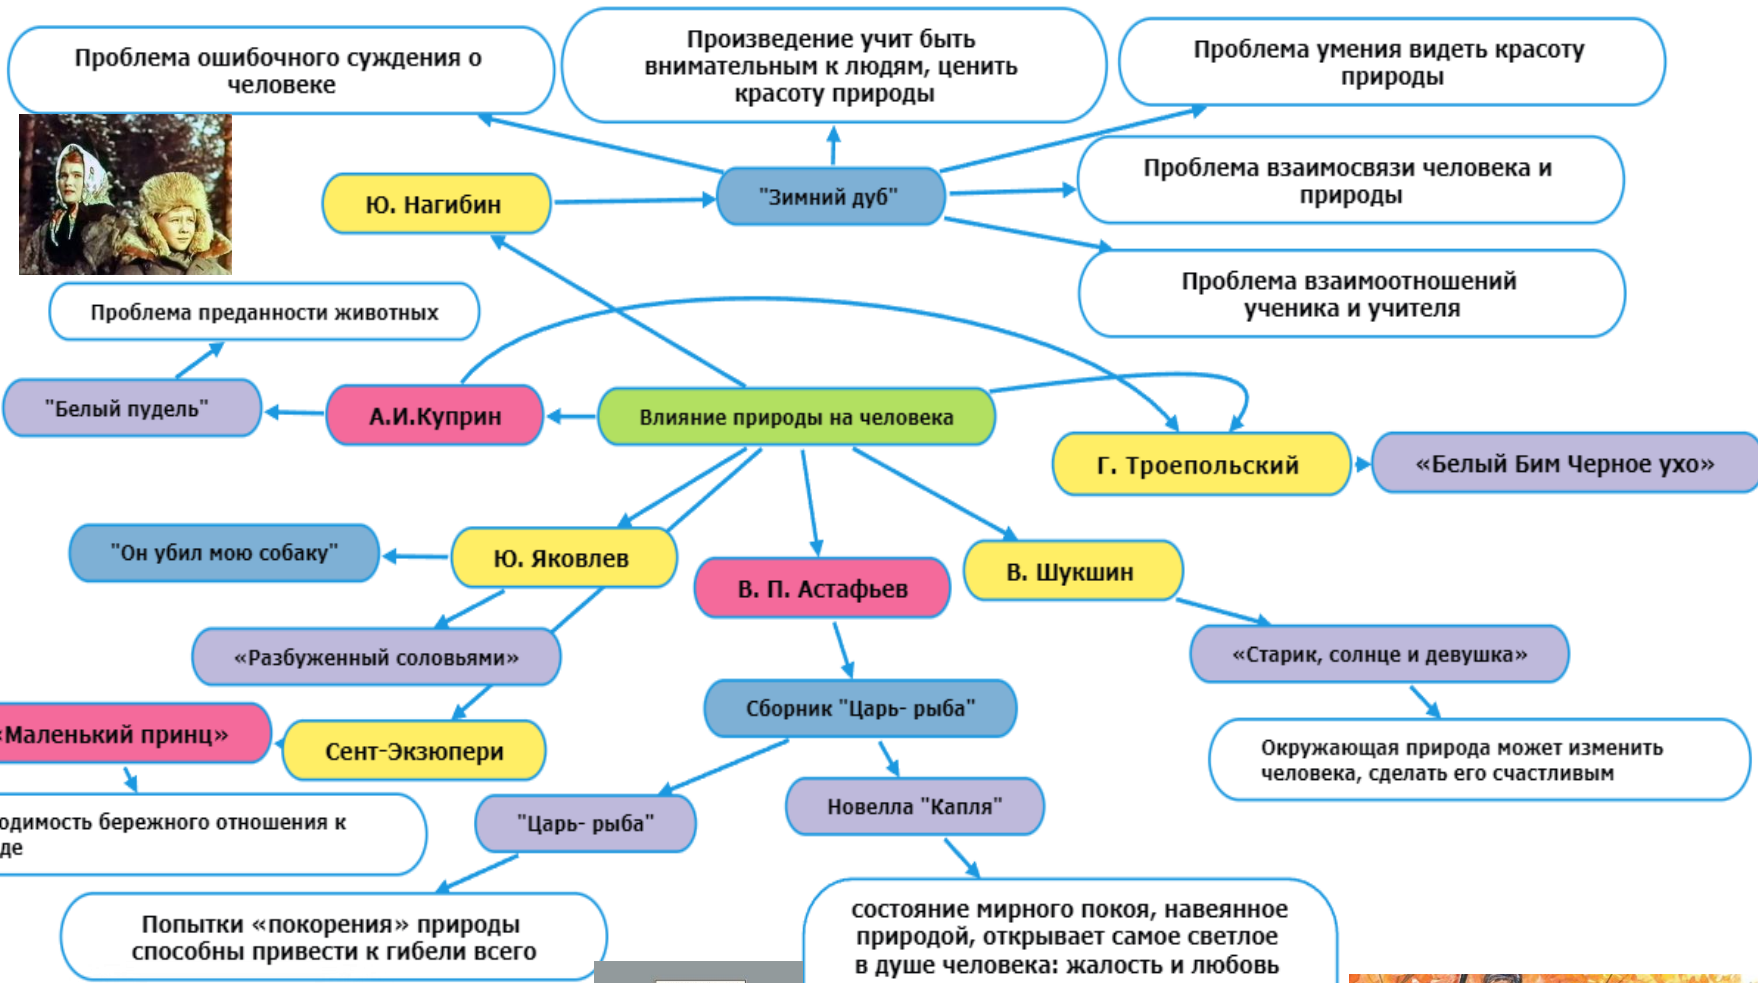 Проблема ошибочного суждения о
человеке
Произведение учит быть
внимательным к людям, ценить
красоту природы
Проблема умения видеть красоту
природы
Проблема взаимосвязи человека и
природы
Ю. Нагибин
"Зимний дуб"
Проблема взаимоотношений
ученика и учителя
Проблема преданности животных
"Белый пудель"
А.И.Куприн
Влияние природы на человека
Г. Троепольский
«Белый Бим Черное ухо»
"Он убил мою собаку"
Ю. Яковлев
В. П. Астафьев
В. Шукшин
«Разбуженный соловьями»
«Старик, солнце и девушка»
«Маленький принц»
Сент-Экзюпери
Сборник "Царь- рыба"
Окружающая природа может изменить
человека, сделать его счастливым
одимость бережного отношения к
де
"Царь- рыба"
Новелла "Капля"
Попытки «покорения» природы
способны привести к гибели всего
состояние мирного покоя, навеянное
природой, открывает самое светлое
в душе человека: жалость и любовь